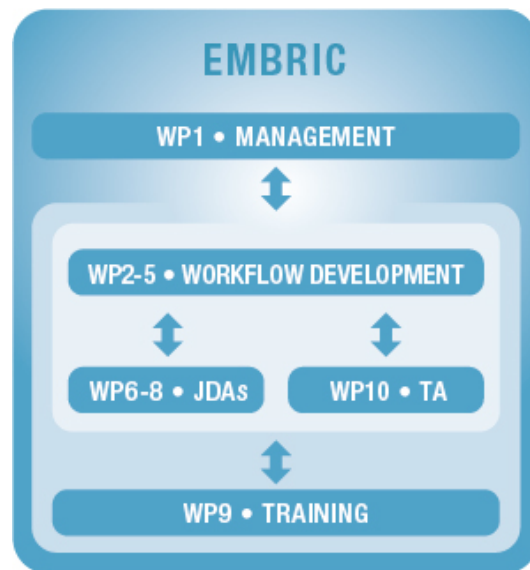 EMBRIC
WP1 • MANAGEMENT
WP2-5 • WORKFLOW DEVELOPMENT
WP6-8 • JDAs
WP10 • TA
WP9 • TRAINING